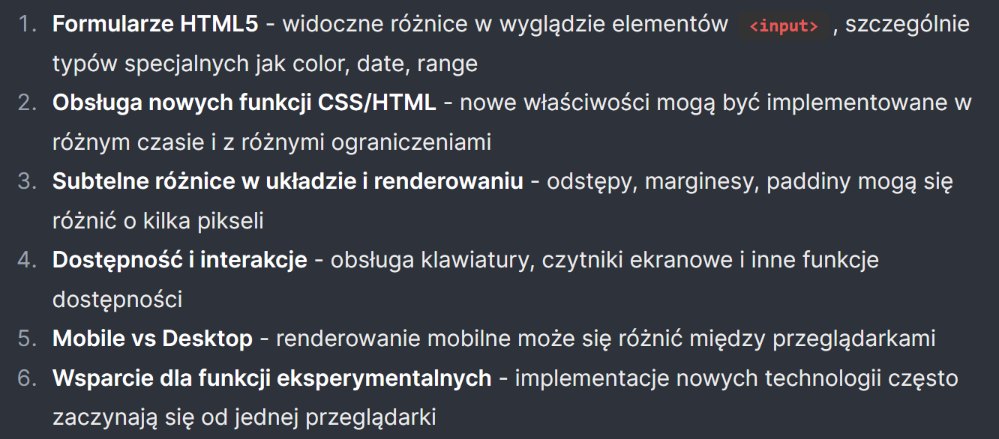 1. Formularze HTML5 - widoczne różnice w wyglądzie elementów <input> , szczególnie
typów specjalnych jak color, date, range
2. Obsługa nowych funkcji CSS/HTML - nowe właściwości mogą być implementowane w
różnym czasie i z różnymi ograniczeniami
3. Subtelne różnice w układzie i renderowaniu - odstępy, marginesy, paddiny mogą się
różnić o kilka pikseli
4. Dostępność i interakcje - obsługa klawiatury, czytniki ekranowe i inne funkcje
dostępności
5. Mobile vs Desktop - renderowanie mobilne może się różnić między przeglądarkami
6. Wsparcie dla funkcji eksperymentalnych - implementacje nowych technologii często
zaczynają się od jednej przeglądarki